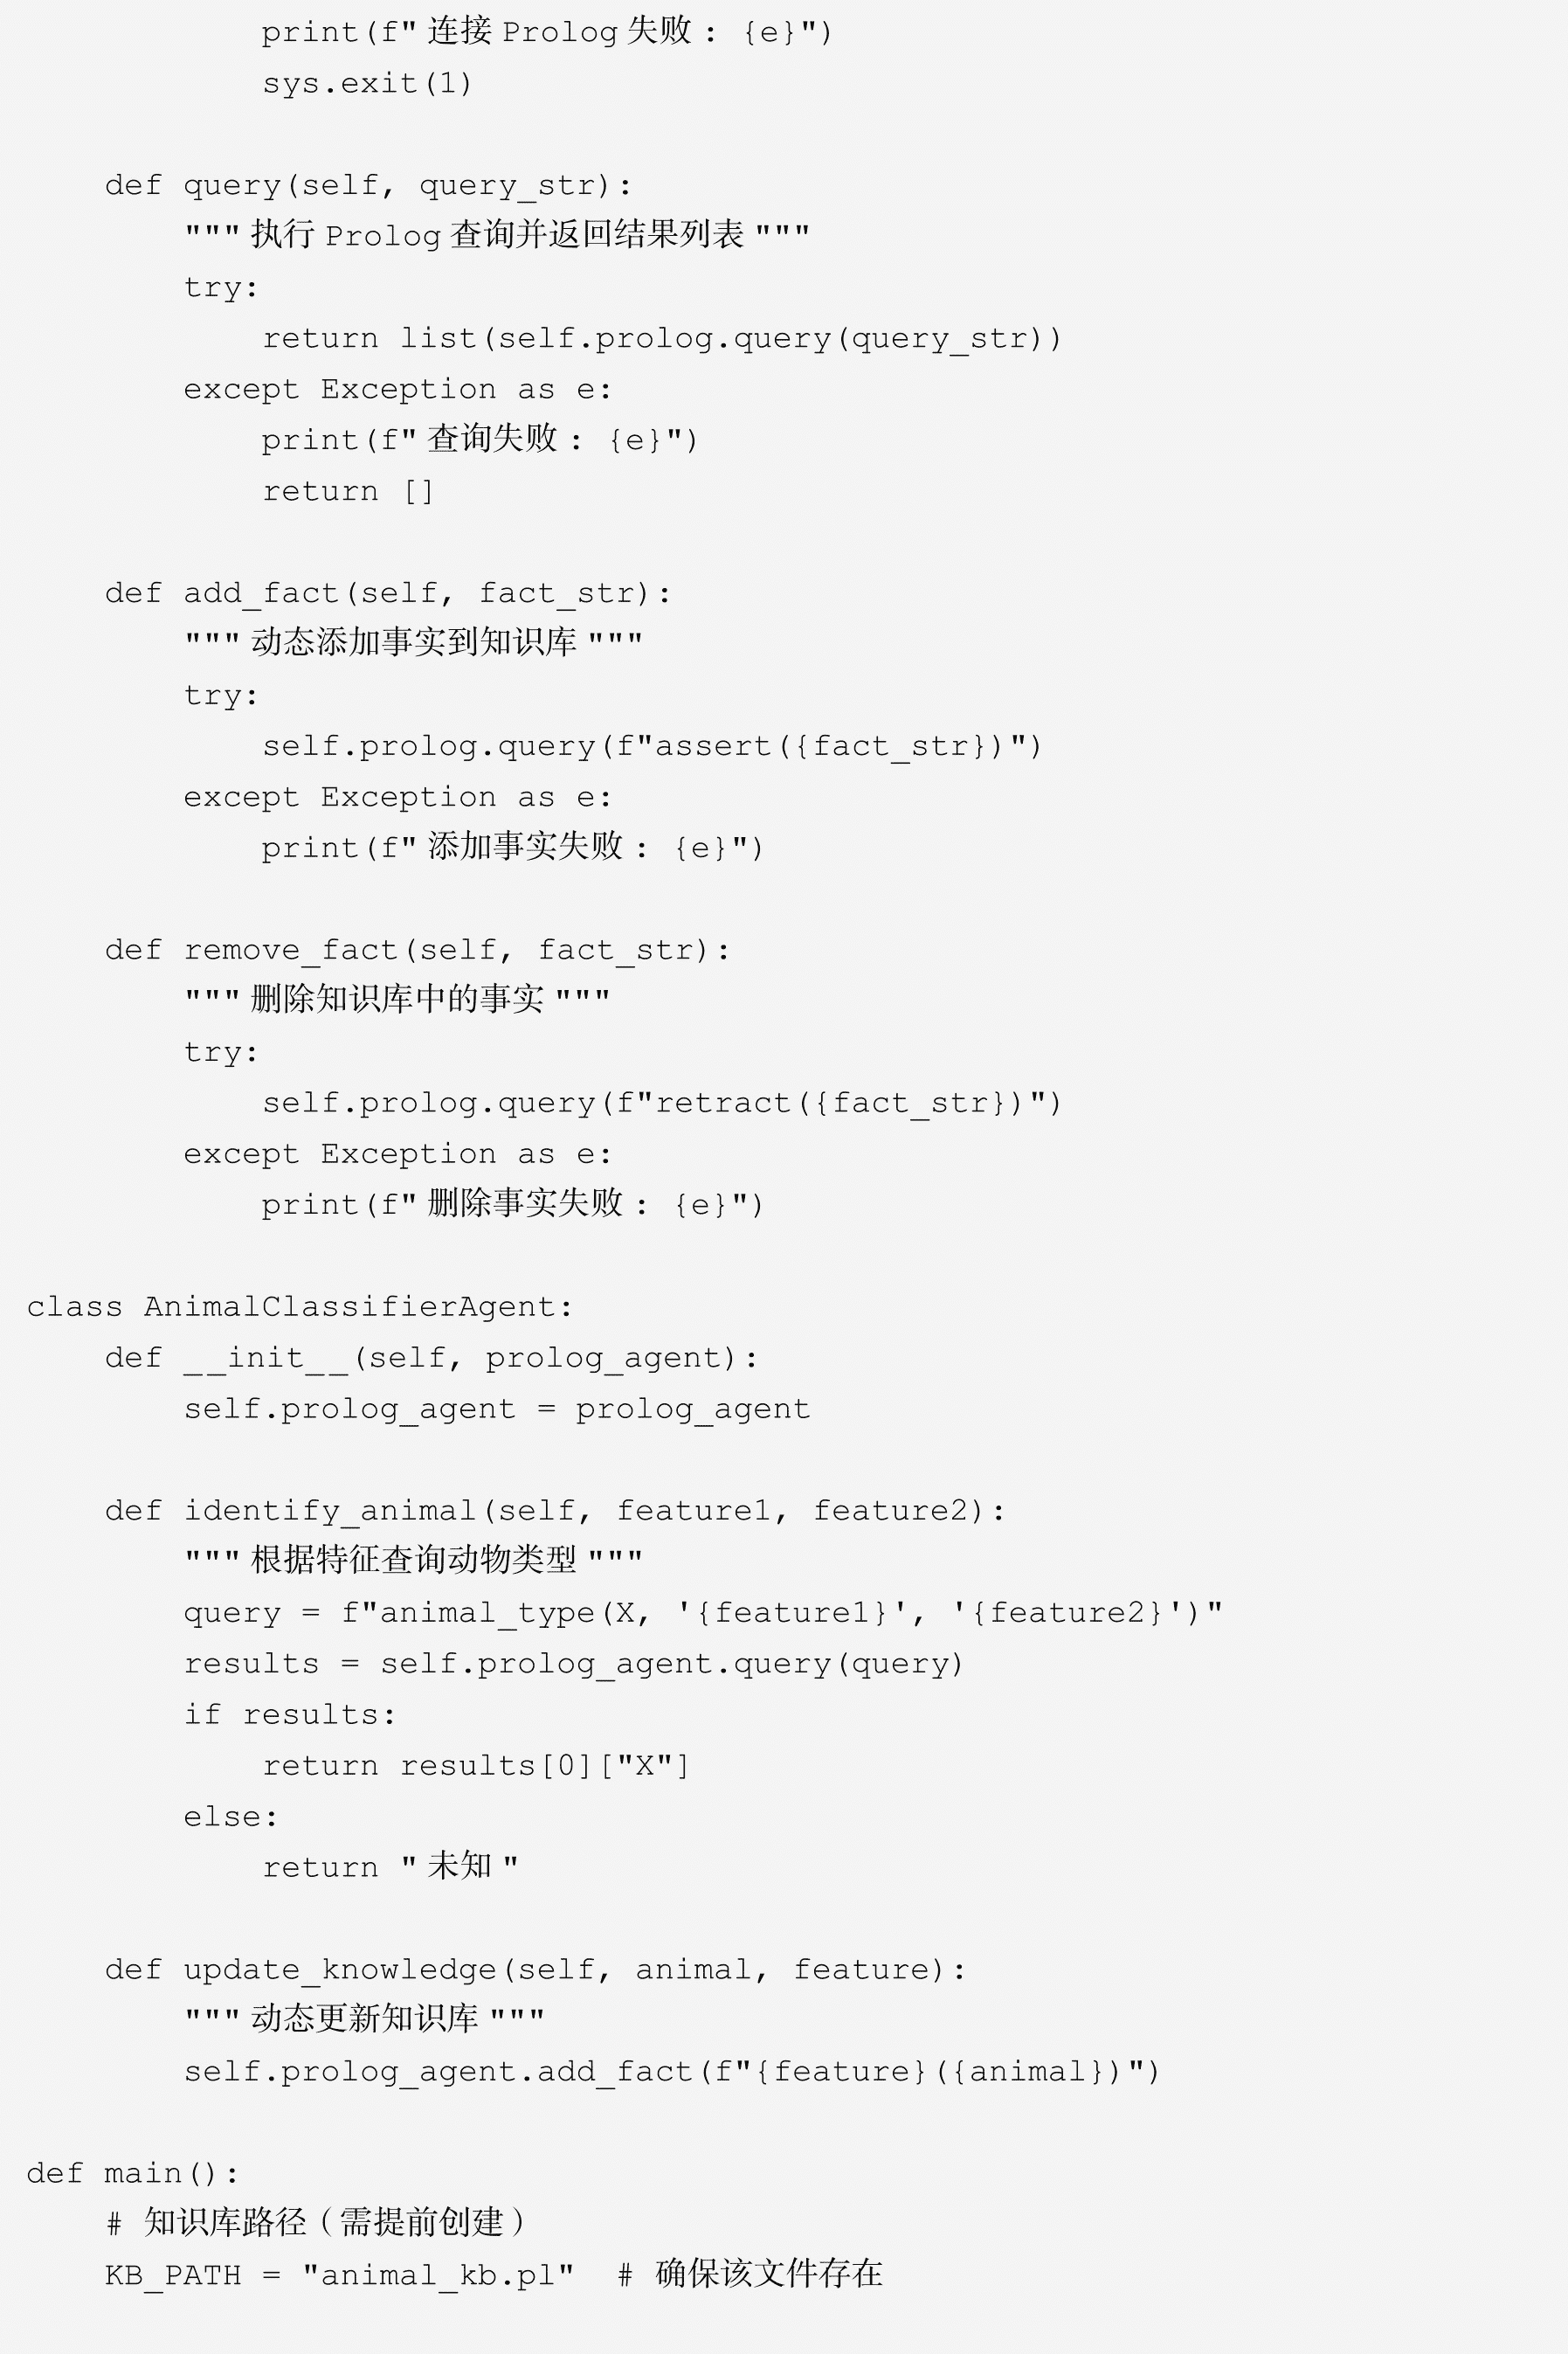 print(f" 连接 Prolog 失败 : {e}")
            sys.exit(1)

    def query(self, query_str):
        """ 执行 Prolog 查询并返回结果列表 """
        try:
            return list(self.prolog.query(query_str))
        except Exception as e:
            print(f" 查询失败 : {e}")
            return []

    def add_fact(self, fact_str):
        """ 动态添加事实到知识库 """
        try:
            self.prolog.query(f"assert({fact_str})")
        except Exception as e:
            print(f" 添加事实失败 : {e}")

    def remove_fact(self, fact_str):
        """ 删除知识库中的事实 """
        try:
            self.prolog.query(f"retract({fact_str})")
        except Exception as e:
            print(f" 删除事实失败 : {e}")

class AnimalClassifierAgent:
    def __init__(self, prolog_agent):
        self.prolog_agent = prolog_agent

    def identify_animal(self, feature1, feature2):
        """ 根据特征查询动物类型 """
        query = f"animal_type(X, '{feature1}', '{feature2}')"
        results = self.prolog_agent.query(query)
        if results:
            return results[0]["X"]
        else:
            return " 未知 "

    def update_knowledge(self, animal, feature):
        """ 动态更新知识库 """
        self.prolog_agent.add_fact(f"{feature}({animal})")

def main():
    # 知识库路径（需提前创建）
    KB_PATH = "animal_kb.pl"  # 确保该文件存在